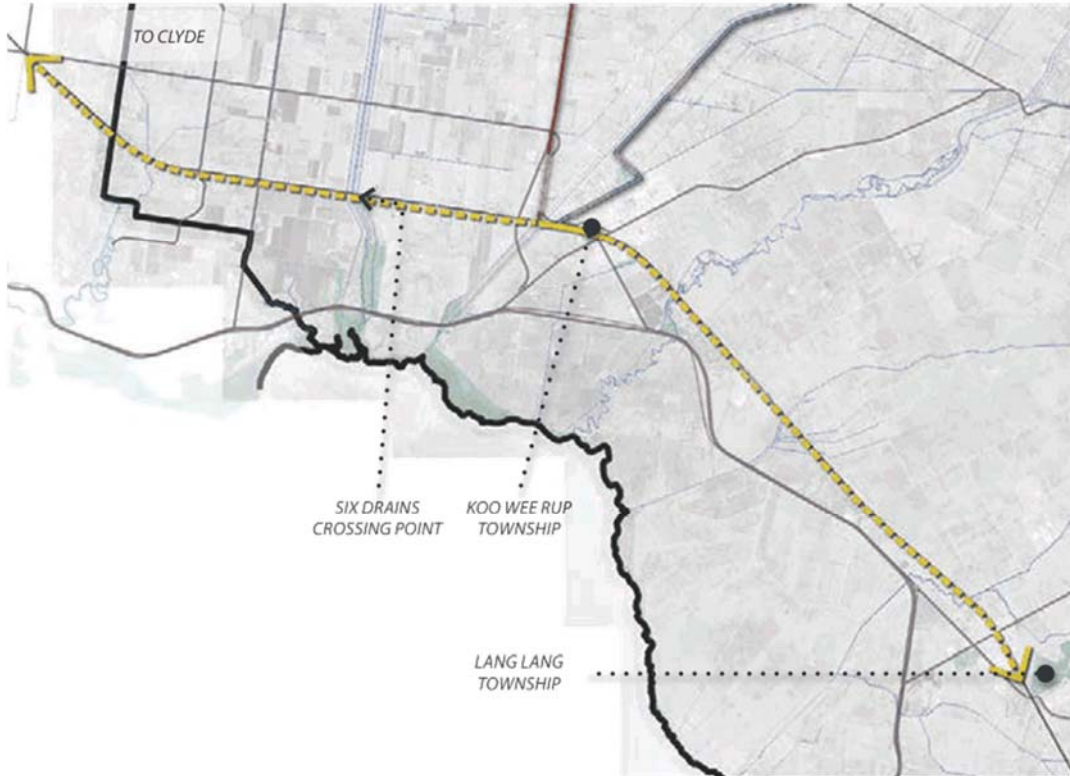 TO CLYDE
SIX DRAINS
CROSSING POINT
KOO WEE RUP
TOWNSHIP
LANG LANG
TOWNSHIP